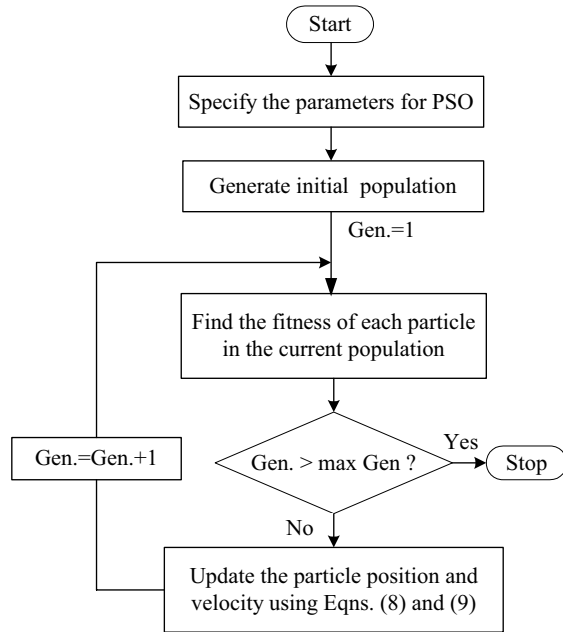 Start
Specify the parameters for PSO
Generate initial population
Gen.=1
Find the fitness of each particle
in the current population
Gen.=Gen.+1
Gen. > max Gen ?
Yes
Stop
No
Update the particle position and
velocity using Eqns. (8) and (9)